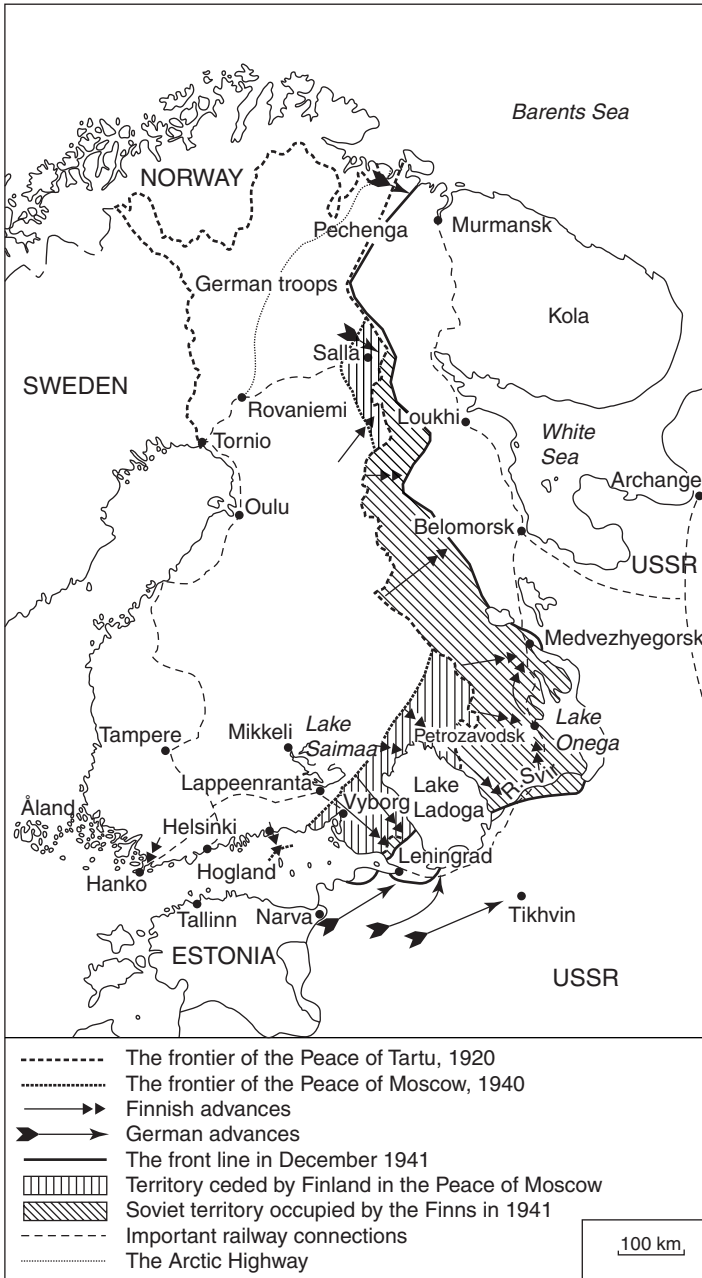 Barents Sea
NORWAY
Pechenga
Murmansk
German troops
Kola
Salla
SWEDEN
Rovaniemi
Loukhi
Tornio
White
Sea
Archange
Oulu
Belomorsk
USSR
Medvezhyegorsk
Tampere
Mikkeli
Lake
Saimaa
Petrozavodsk
Lake
Onega
Lappeenranta
R. Svir
Lake
Ladoga
Åland
Vyborg
Helsinki
Leningrad
Hanko
Hogland
Tallinn
Narva
Tikhvin
ESTONIA
USSR
The frontier of the Peace of Tartu, 1920
The frontier of the Peace of Moscow, 1940
Finnish advances
German advances
The front line in December 1941
Territory ceded by Finland in the Peace of Moscow
Soviet territory occupied by the Finns in 1941
Important railway connections
The Arctic Highway
100 km